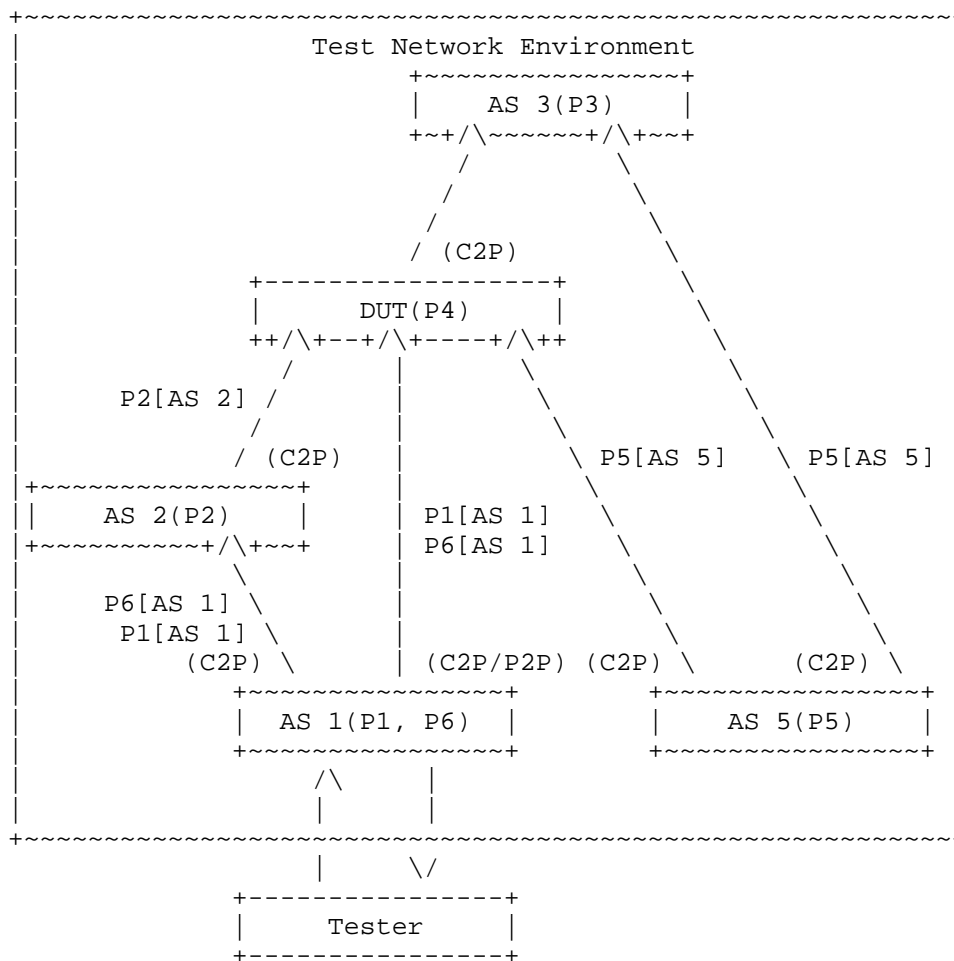 Test Network Environment
AS 3(P3)
(C2P)
DUT(P4)
P2[AS 2]
(C2P) P5[AS 5] P5[AS 5]
AS 2(P2) P1[AS 1]
P6[AS 1]
P6[AS 1]
P1[AS 1]
(C2P) (C2P/P2P) (C2P) (C2P)
AS 1(P1, P6) AS 5(P5)
Tester